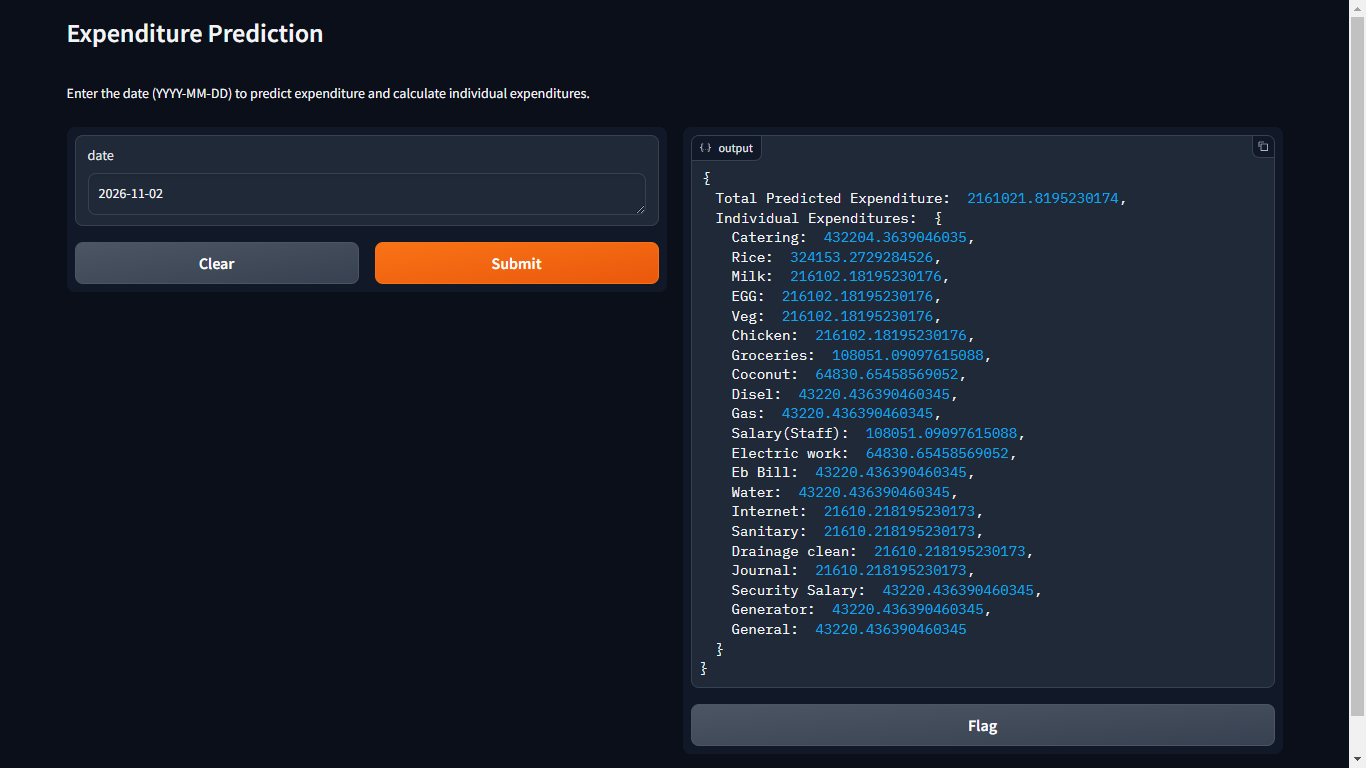 Expenditure Prediction
Enter the date (YYYY-MM-DD) to predict expenditure and calculate individual expenditures.
date
2026-11-02
Clear
Submit
{.} output
{
Total Predicted Expenditure: 2161021.8195230174,
Individual Expenditures: {
Catering: 432204.3639046035,
Rice: 324153.2729284526,
Milk: 216102.18195230176,
EGG: 216102.18195230176,
Veg: 216102.18195230176,
Chicken: 216102.18195230176,
Groceries: 108051.09097615088,
Coconut: 64830.65458569052,
Disel: 43220.436390460345,
Gas: 43220.436390460345,
Salary(Staff): 108051.09097615088,
Electric work: 64830.65458569052,
Eb Bill: 43220.436390460345,
Water: 43220.436390460345,
Internet: 21610.218195230173,
Sanitary: 21610.218195230173,
Drainage clean: 21610.218195230173,
Journal: 21610.218195230173,
Security Salary: 43220.436390460345,
Generator: 43220.436390460345,
General: 43220.436390460345
}
}
Flag